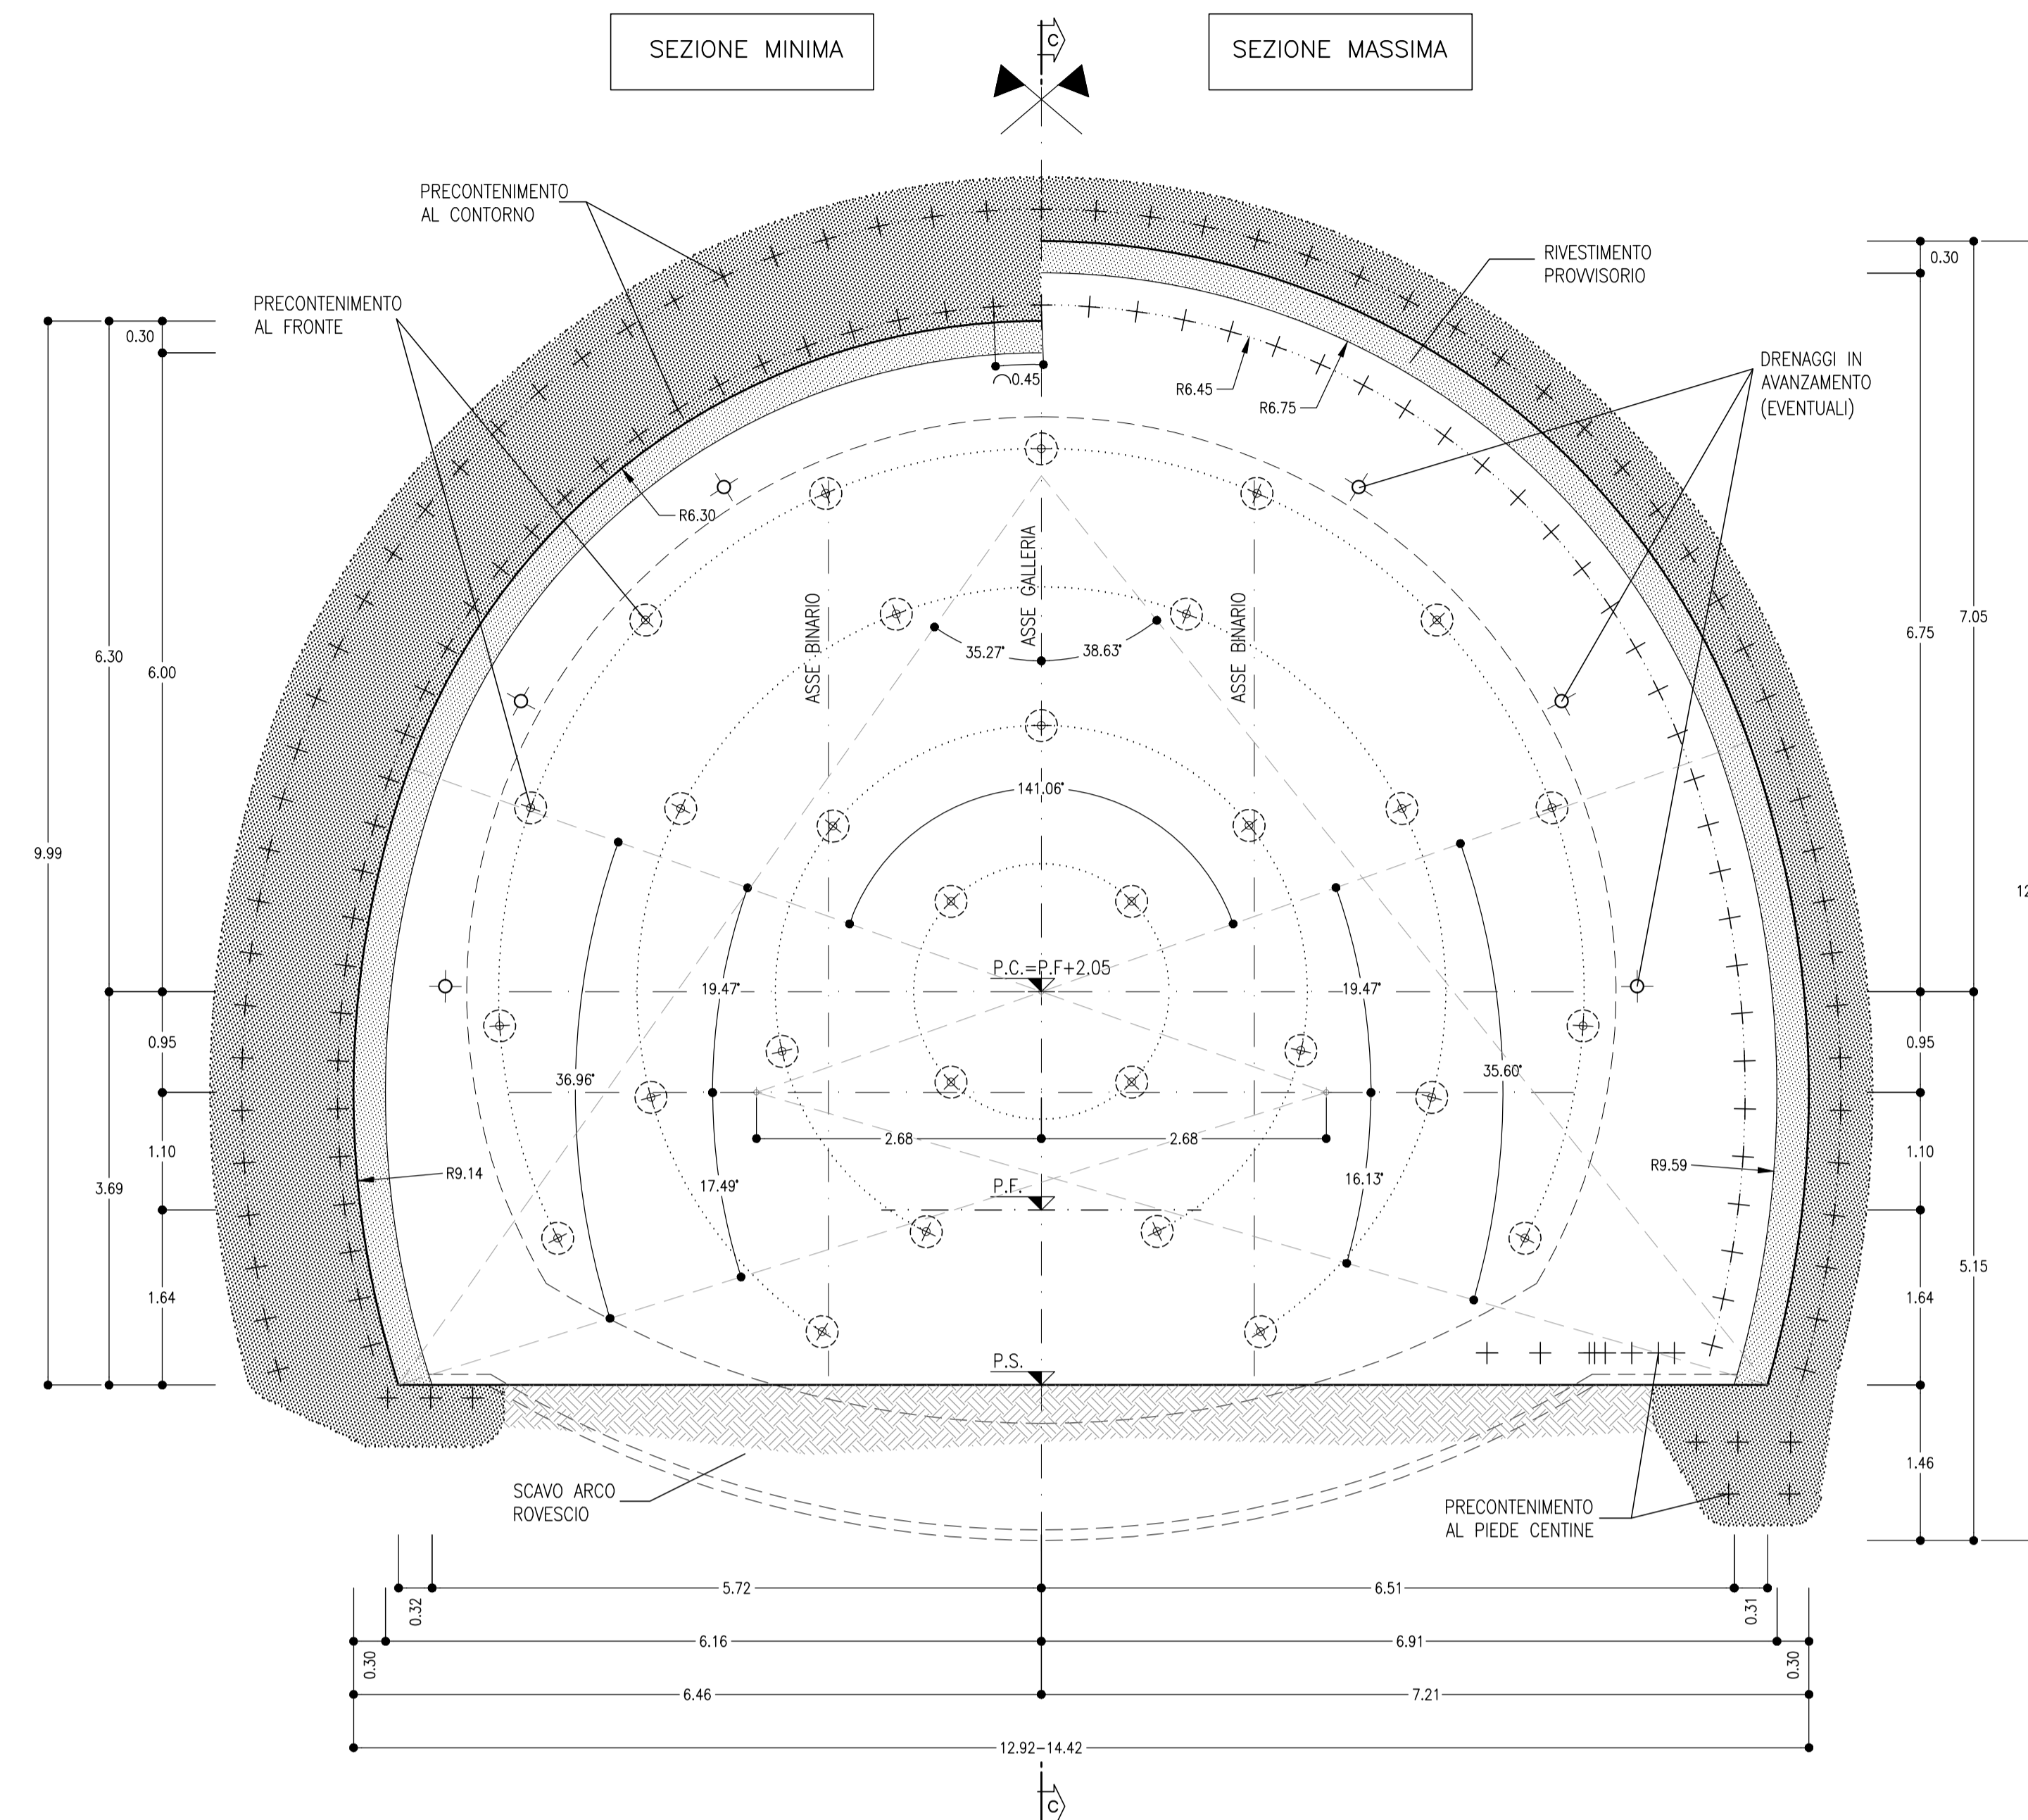 SEZIONE MINIMA
SEZIONE MASSIMA
C
PRECONTENIMENTO
AL CONTORNO
RIVESTIMENTO
PROVVISORIO
PRECONTENIMENTO
AL FRONTE
DRENAGGI IN
AVANZAMENTO
(EVENTUALI)
0.30
0.30
0.45
R6.45
R6.75
R6.30
ASSE GALLERIA
ASSE BINARIO
ASSE BINARIO
35.27°
38.63°
6.30
6.00
6.75
7.05
141.06°
9.99
12
P.C.=P.F+2.05
19.47°
19.47°
0.95
0.95
36.96°
35.60°
2.68
2.68
1.10
1.10
R9.14
R9.59
3.69
17.49°
16.13°
P.F.
5.15
1.64
1.64
P.S.
1.46
SCAVO ARCO
ROVESCIO
PRECONTENIMENTO
AL PIEDE CENTINE
5.72
6.51
0.32
0.31
6.16
6.91
0.30
0.30
6.46
7.21
12.92-14.42
C